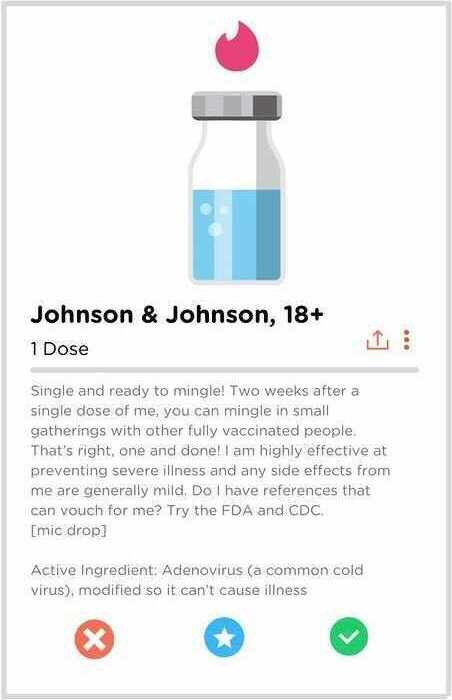 Johnson & Johnson, 18+
1 Dose
Single and ready to mingle! Two weeks after a
single dose of me, you can mingle in small
gatherings with other fully vaccinated people.
That's right, one and done! I am highly effective at
preventing severe illness and any side effects from
me are generally mild. Do I have references that
can vouch for me? Try the FDA and CDC.
[mic drop]
Active Ingredient: Adenovirus (a common cold
virus), modified so it can't cause illness